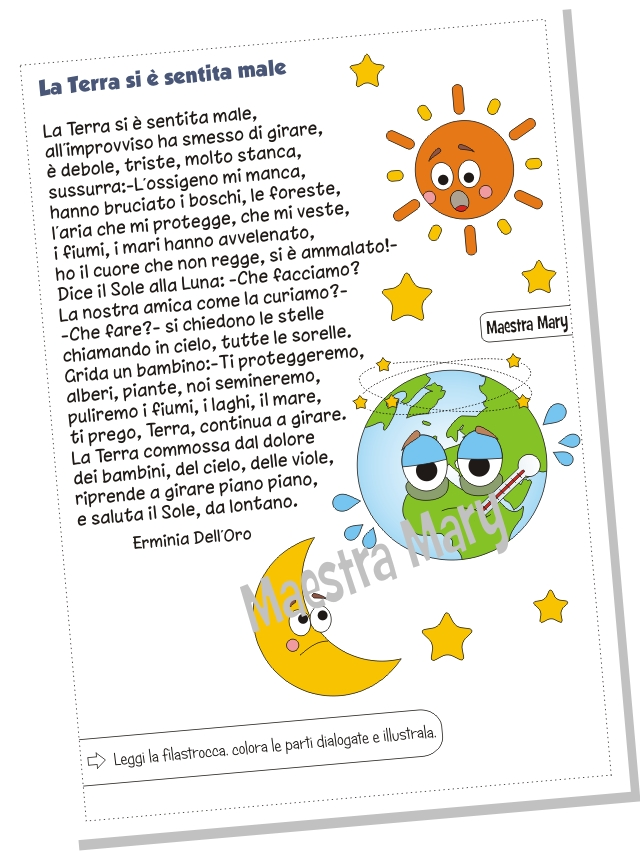 La Terra si è sentita male
La Terra si è sentita male,
all'improvviso ha smesso di girare,
è debole, triste, molto stanca,
sussurra:-L'ossigeno mi manca,
hanno bruciato i boschi, le foreste,
l'aria che mi protegge, che mi veste,
i fiumi, i mari hanno avvelenato,
ho il cuore che non regge, si è ammalato!-
Dice il Sole alla Luna: -Che facciamo?
La nostra amica come la curiamo?-
-Che fare?- si chiedono le stelle
chiamando in cielo, tutte le sorelle.
Grida un bambino:-Ti proteggeremo,
alberi, piante, noi semineremo,
puliremo i fiumi, i laghi, il mare,
ti prego, Terra, continua a girare.
La Terra commossa dal dolore
dei bambini, del cielo, delle viole,
riprende a girare piano piano,
e saluta il Sole, da lontano.
Erminia Dell'Oro
Maestra Mary
Maestra Mary
Leggi la filastrocca. colora le parti dialogate e illustrala.